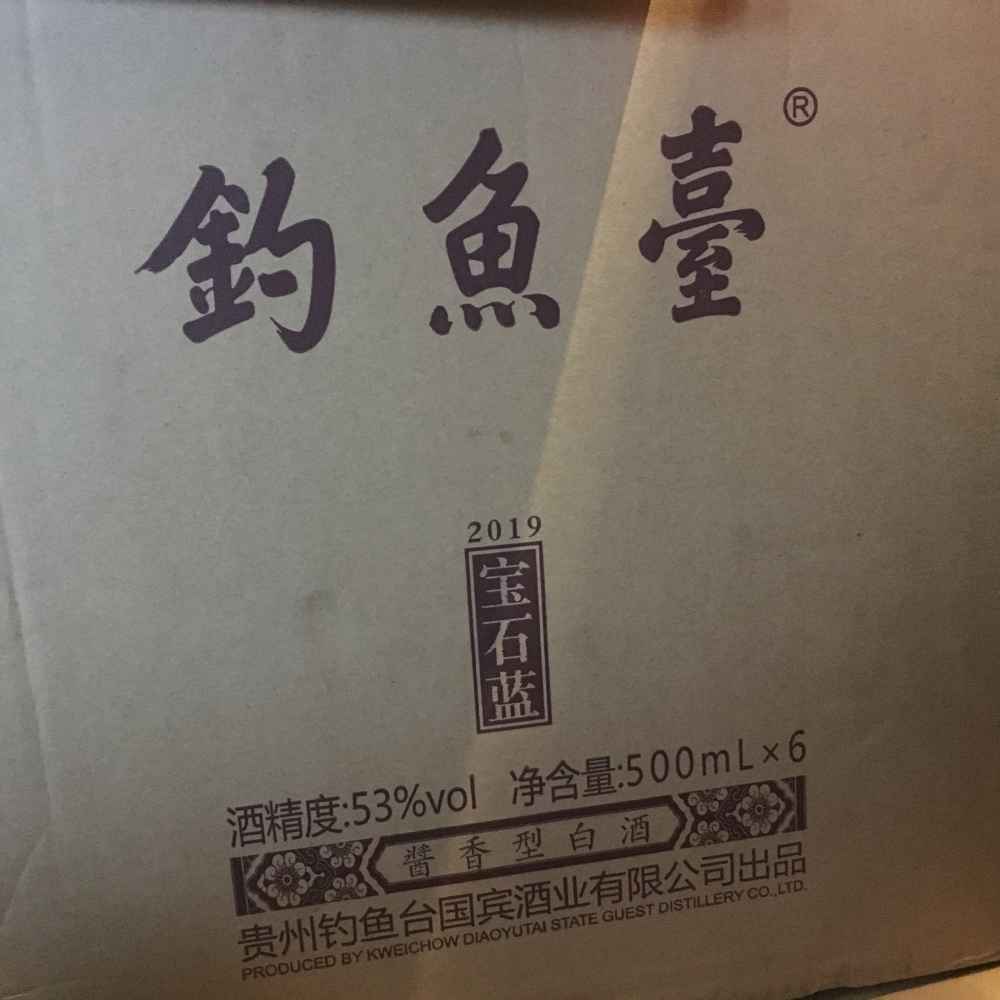 釣魚臺®
2019
宝石蓝
酒精度:53%vol 净含量:500mL×6
醬香型白酒
贵州钓鱼台国宾酒业有限公司出品
PRODUCED BY KWEICHOW DIAOYUTAI STATE GUEST DISTILLERY CO.,LTD.